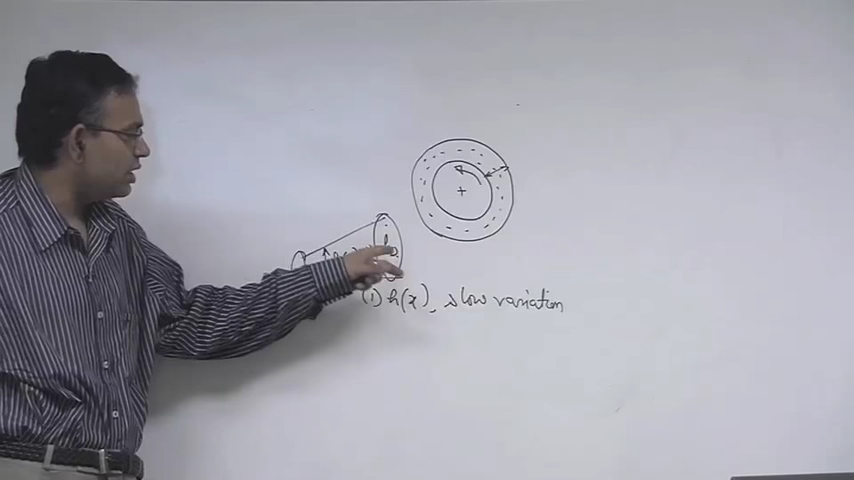 (1) h(x), slow variation